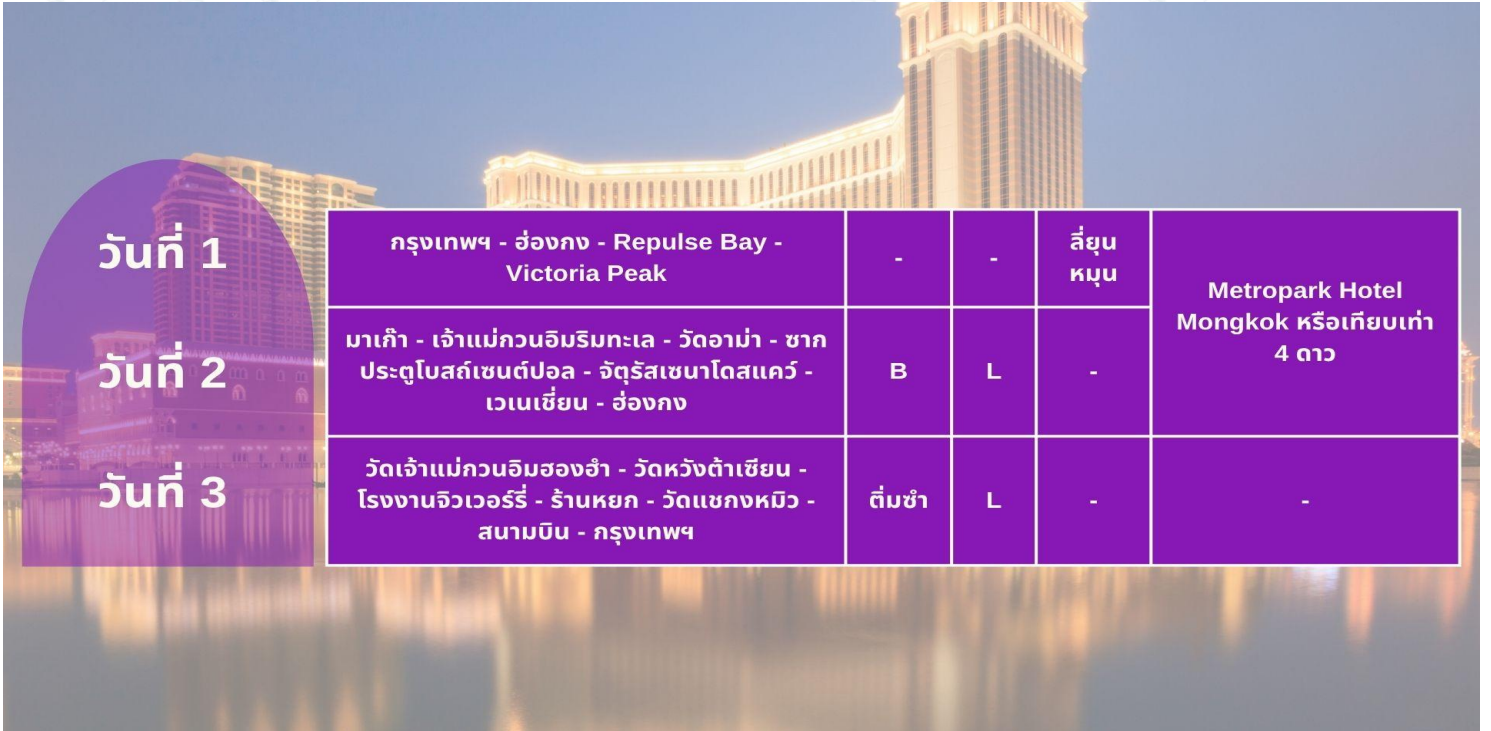 วันที่ 1
กรุงเทพฯ - ฮ่องกง - Repulse Bay -
Victoria Peak
-
-
ลี่ยุน
หมุน
Metropark Hotel
Mongkok หรือเทียบเท่า
4 ดาว
วันที่ 2
มาเก๊า - เจ้าแม่กวนอิมริมทะเล - วัดอาม่า - ซาก
ประตูโบสถ์เซนต์ปอล - จัตุรัสเซนาโดสแคว์ -
เวเนเชี่ยน - ฮ่องกง
B
L
-
วันที่ 3
วัดเจ้าแม่กวนอิมฮองฮำ - วัดหวังต้าเซียน -
โรงงานจิวเวอร์รี่ - ร้านหยก - วัดแชกงหมิว -
สนามบิน - กรุงเทพฯ
ติ่มซำ
L
-
-